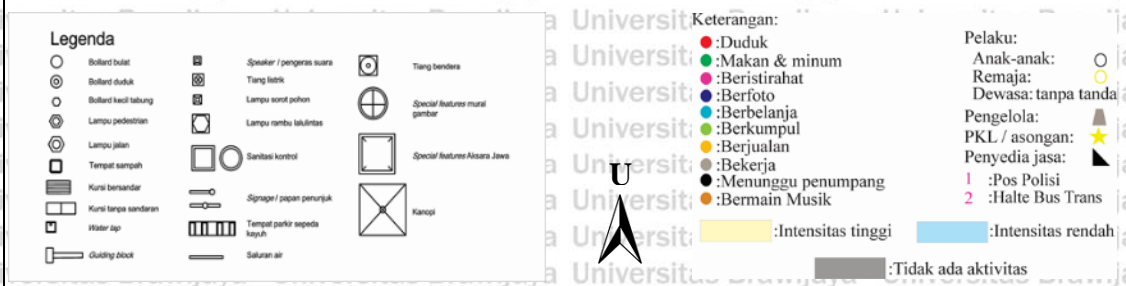 Legenda
Bollard bulat
Bollard duduk
Bollard kecil tabung
Lampu pedestrian
Lampu jalan
Tempat sampah
Kursi bersandar
Kursi tanpa sandaran
Water tap
Guiding block
Speaker / pengeras suara
Tiang listrik
Lampu sorot pohon
Lampu rambu lalulintas
Sanitasi kontrol
Signage / papan penunjuk
Tempat parkir sepeda
kayuh
Saluran air
Tiang bendera
Special features mural
gambar
Special features Aksara Jawa
Kanopi
U
Keterangan:
:Duduk
:Makan & minum
:Beristirahat
:Berfoto
:Berbelanja
:Berkumpul
:Berjualan
:Bekerja
:Menunggu penumpang
:Bermain Musik
Pelaku:
Anak-anak:
Remaja:
Dewasa: tanpa tanda
Pengelola:
PKL / asongan:
Penyedia jasa:
1 :Pos Polisi
2 :Halte Bus Trans
:Intensitas tinggi
:Intensitas rendah
:Tidak ada aktivitas